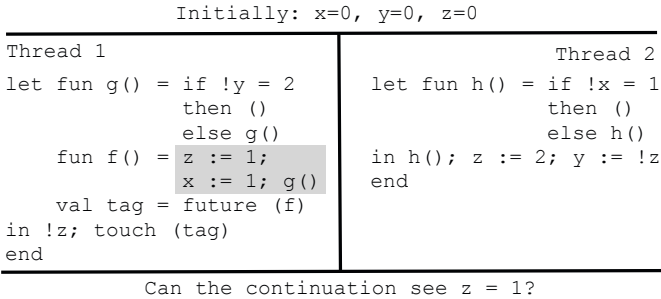 Initially: x=0, y=0, z=0
Thread 1
let fun g() = if !y = 2
then ()
else g()
fun f() = z := 1;
x := 1; g()
val tag = future (f)
in !z; touch (tag)
end
Thread 2
let fun h() = if !x = 1
then ()
else h()
in h(); z := 2; y := !z
end
Can the continuation see z = 1?